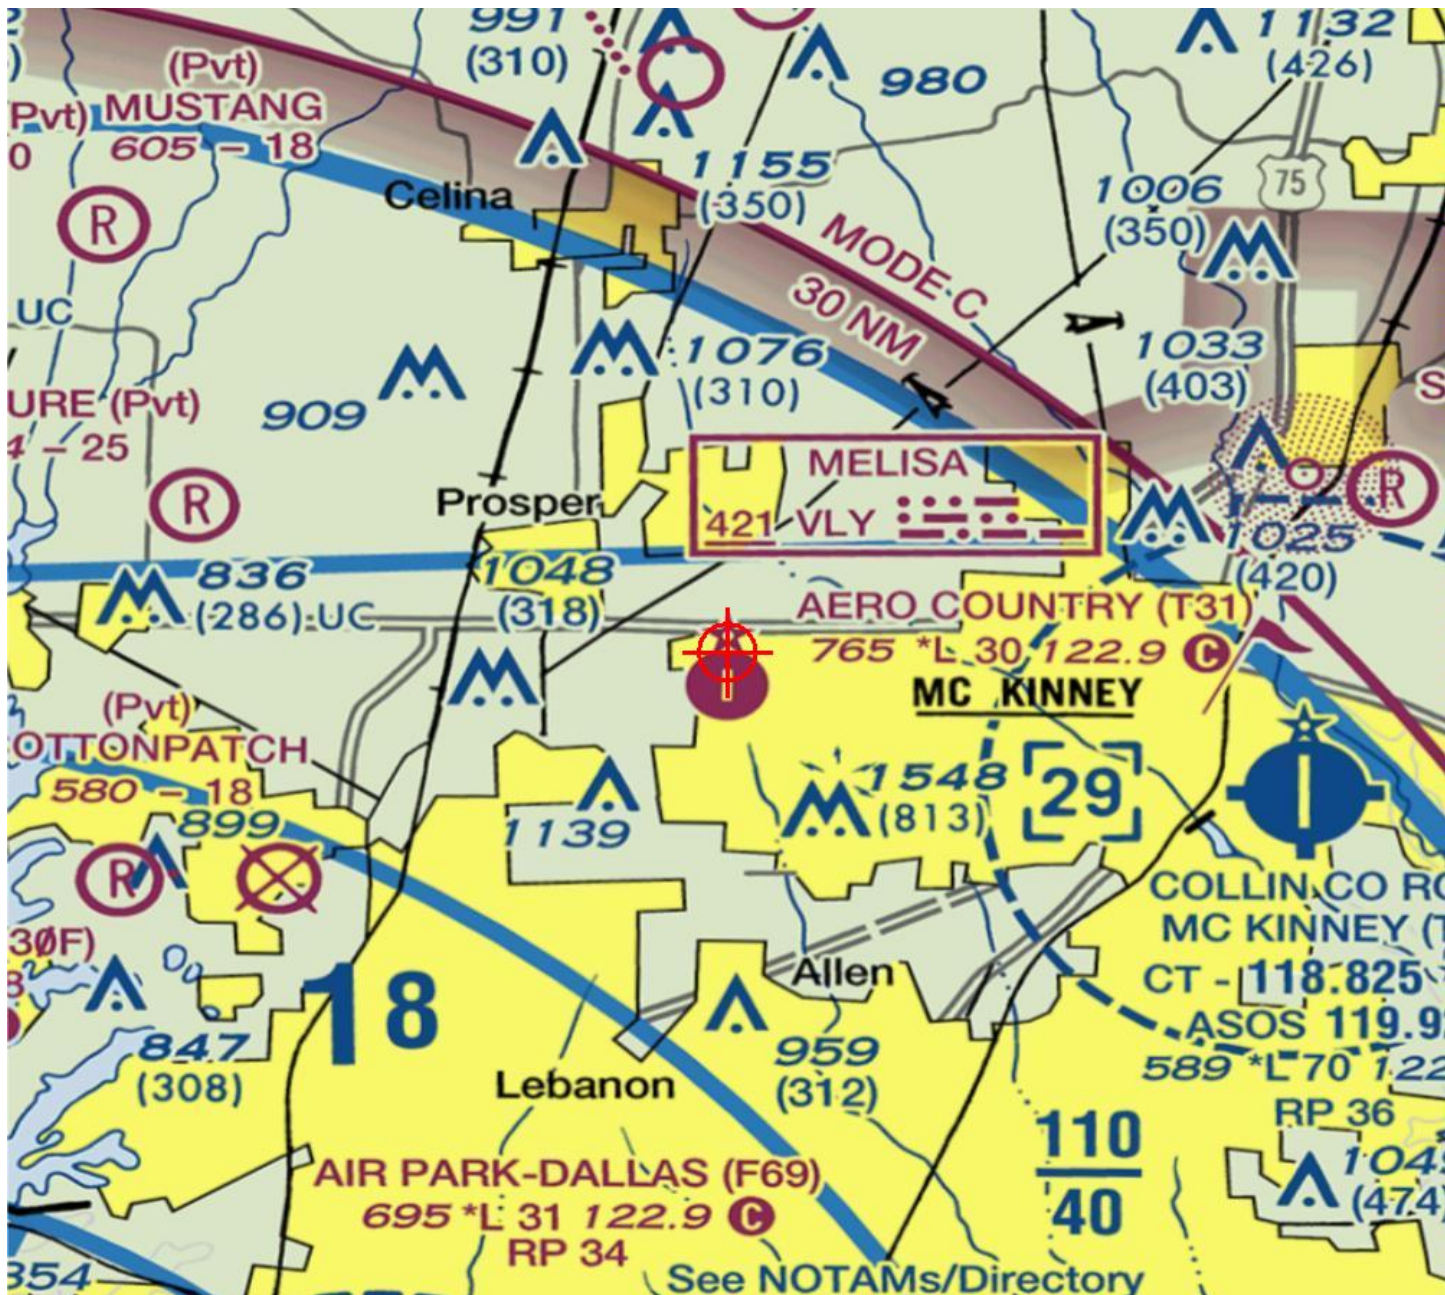 991
(310)
1132
(426)
(Pvt)
MUSTANG
605 - 18
Pvt)
0
R
980
75
Celina
1155
(350)
1006
(350)
MODE C
30 NM
UC
1076
(310)
1033
(403)
URE (Pvt)
4 - 25
909
S
R
Prosper
MELISA
421 VLY
R
1025
(420)
836
(286) UC
1048
(318)
AERO COUNTRY (T31)
765 *L 30 122.9 C
MC KINNEY
(Pvt)
OTTONPATCH
580 - 18
899
R
1139
1548
(813)
29
COLLIN CO R
MC KINNEY (T
CT - 118.825
ASOS 119.9
589 *L 70 122
RP 36
30F)
8
18
Allen
847
(308)
959
(312)
Lebanon
110
40
104
(474)
AIR PARK-DALLAS (F69)
695 *L 31 122.9 C
RP 34
354
See NOTAMs/Directory